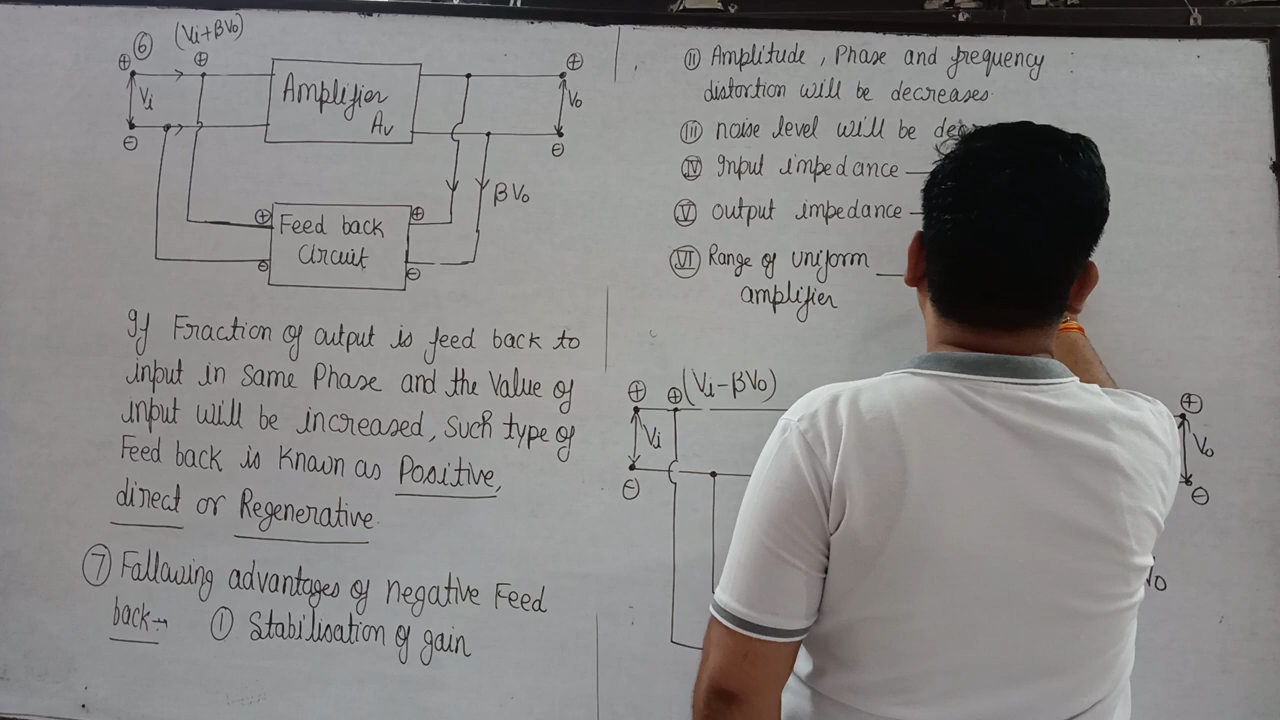 ⑥ (Vi+βVo)
⊕ ⊕ ⊕
Vi
Amplifier
Av
Vo
⊖ ⊖
βVo
⊕ ⊕
Feed back
Circuit
⊖ ⊖
If Fraction of output is feed back to
input in same Phase and the Value of
input will be increased, Such type of
Feed back is known as Positive,
direct or Regenerative.
⑦ Fallowing advantages of negative Feed
back:→ ① Stabilisation of gain
Ⅱ Amplitude, Phase and frequency
distortion will be decreases.
Ⅲ noise level will be
Ⅳ Input impedance —
Ⅴ output impedance —
Ⅵ Range of uniform —
amplifier
⊕ ⊕ (Vi-βVo) ⊕
Vi Vo
⊖ ⊖